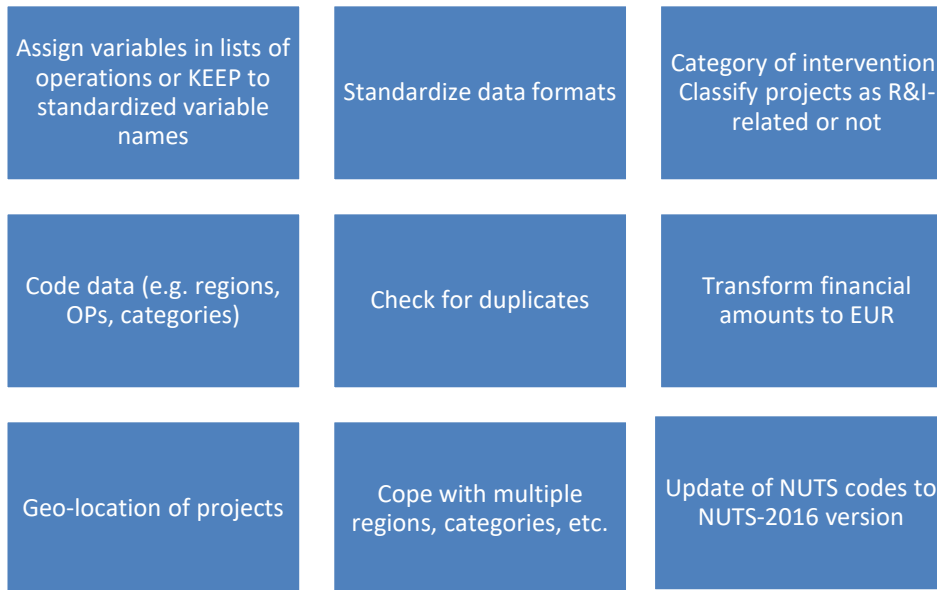 Assign variables in lists of
operations or KEEP to
standardized variable
names
Standardize data formats
Category of intervention
Classify projects as R&I-
related or not
Code data (e.g. regions,
OPs, categories)
Check for duplicates
Transform financial
amounts to EUR
Geo-location of projects
Cope with multiple
regions, categories, etc.
Update of NUTS codes to
NUTS-2016 version